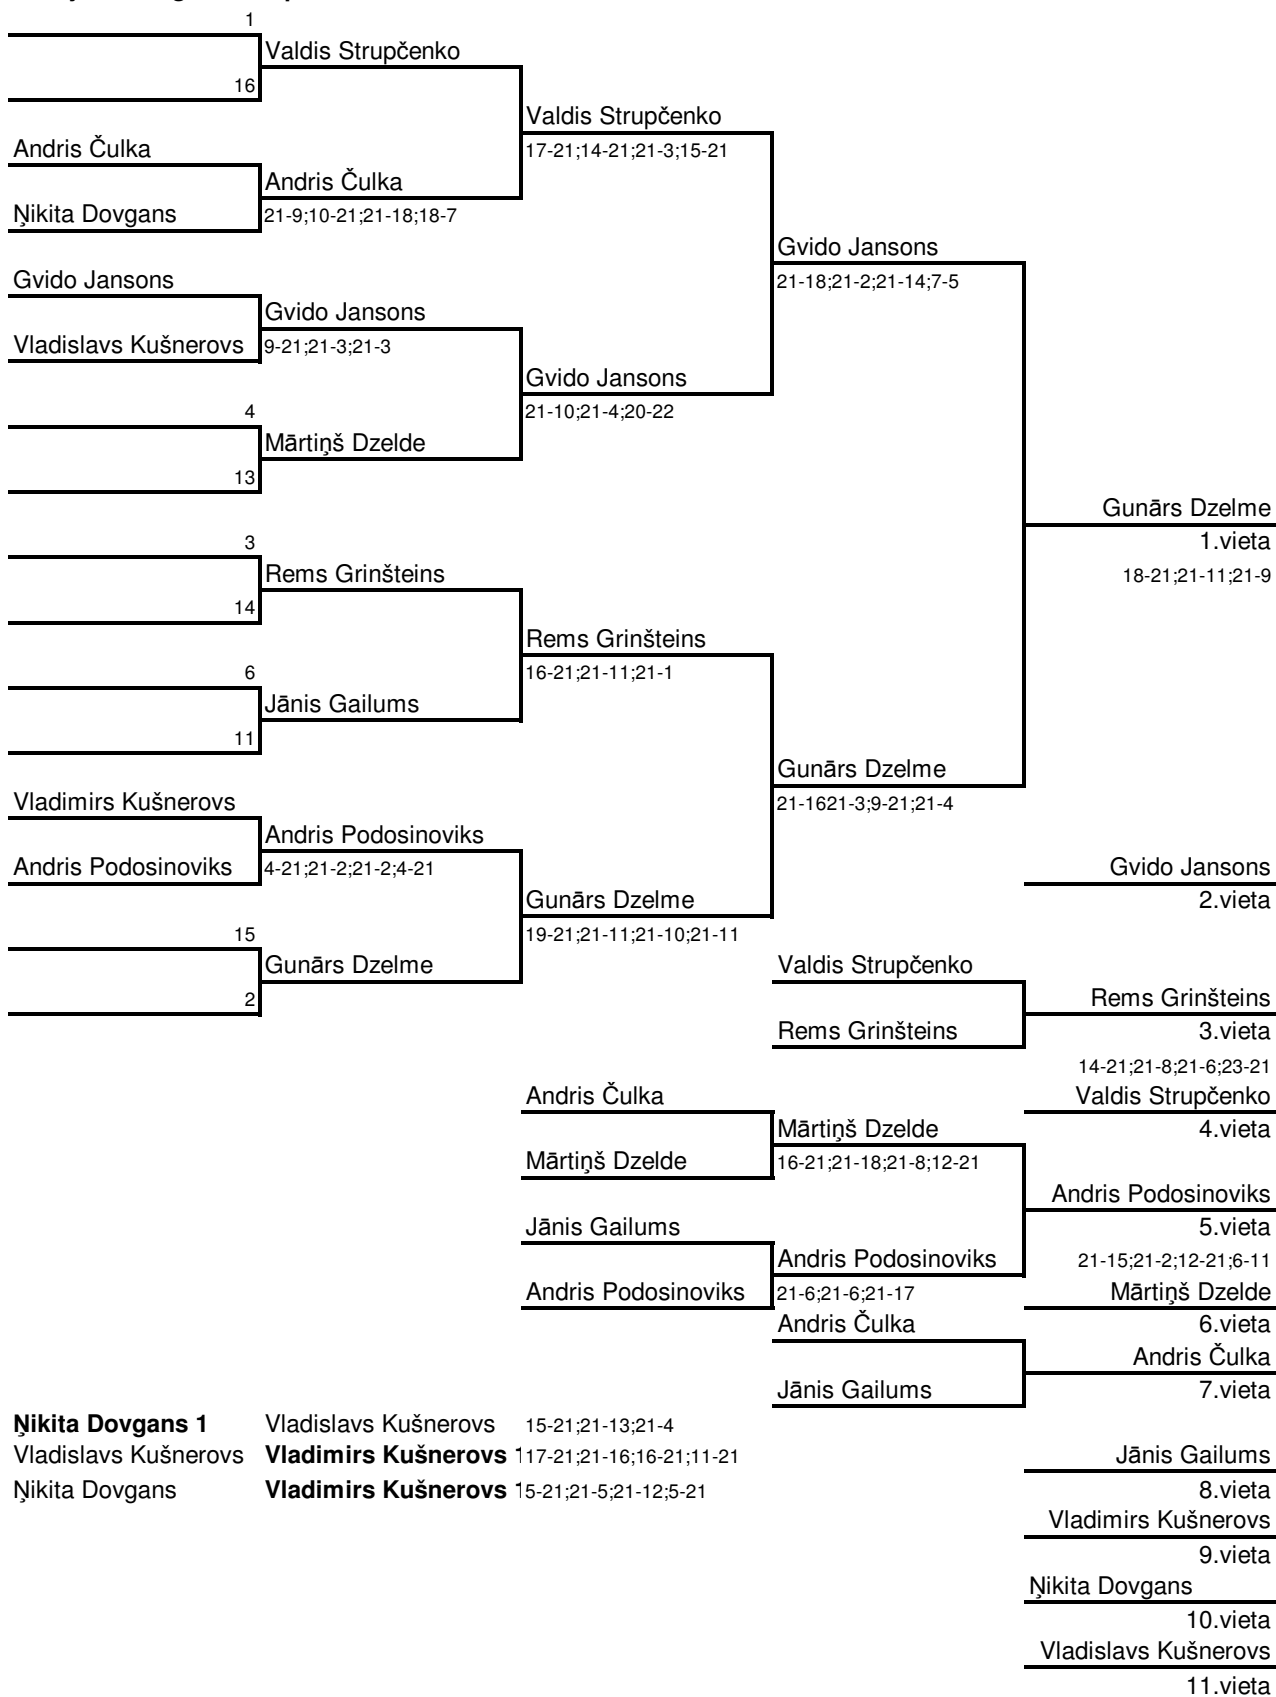 1
Valdis Strupčenko
16
Valdis Strupčenko
Andris Čulka
17-21;14-21;21-3;15-21
Andris Čulka
Ņikita Dovgans
21-9;10-21;21-18;18-7
Gvido Jansons
Gvido Jansons
21-18;21-2;21-14;7-5
Gvido Jansons
Vladislavs Kušnerovs
9-21;21-3;21-3
Gvido Jansons
4
21-10;21-4;20-22
Mārtiņš Dzelde
13
Gunārs Dzelme
1.vieta
3
18-21;21-11;21-9
Rems Grinšteins
14
Rems Grinšteins
6
16-21;21-11;21-1
Jānis Gailums
11
Gunārs Dzelme
Vladimirs Kušnerovs
21-1621-3;9-21;21-4
Andris Podosinoviks
Andris Podosinoviks
4-21;21-2;21-2;4-21
Gvido Jansons
Gunārs Dzelme
2.vieta
15
19-21;21-11;21-10;21-11
Gunārs Dzelme
Valdis Strupčenko
2
Rems Grinšteins
Rems Grinšteins
3.vieta
14-21;21-8;21-6;23-21
Andris Čulka
Valdis Strupčenko
Mārtiņš Dzelde
4.vieta
Mārtiņš Dzelde
16-21;21-18;21-8;12-21
Andris Podosinoviks
Jānis Gailums
5.vieta
Andris Podosinoviks
21-15;21-2;12-21;6-11
Andris Podosinoviks
21-6;21-6;21-17
Mārtiņš Dzelde
Andris Čulka
6.vieta
Andris Čulka
Jānis Gailums
7.vieta
Ņikita Dovgans 1 Vladislavs Kušnerovs 15-21;21-13;21-4
Vladislavs Kušnerovs Vladimirs Kušnerovs 17-21;21-16;16-21;11-21
Jānis Gailums
Ņikita Dovgans Vladimirs Kušnerovs 15-21;21-5;21-12;5-21
8.vieta
Vladimirs Kušnerovs
9.vieta
Ņikita Dovgans
10.vieta
Vladislavs Kušnerovs
11.vieta